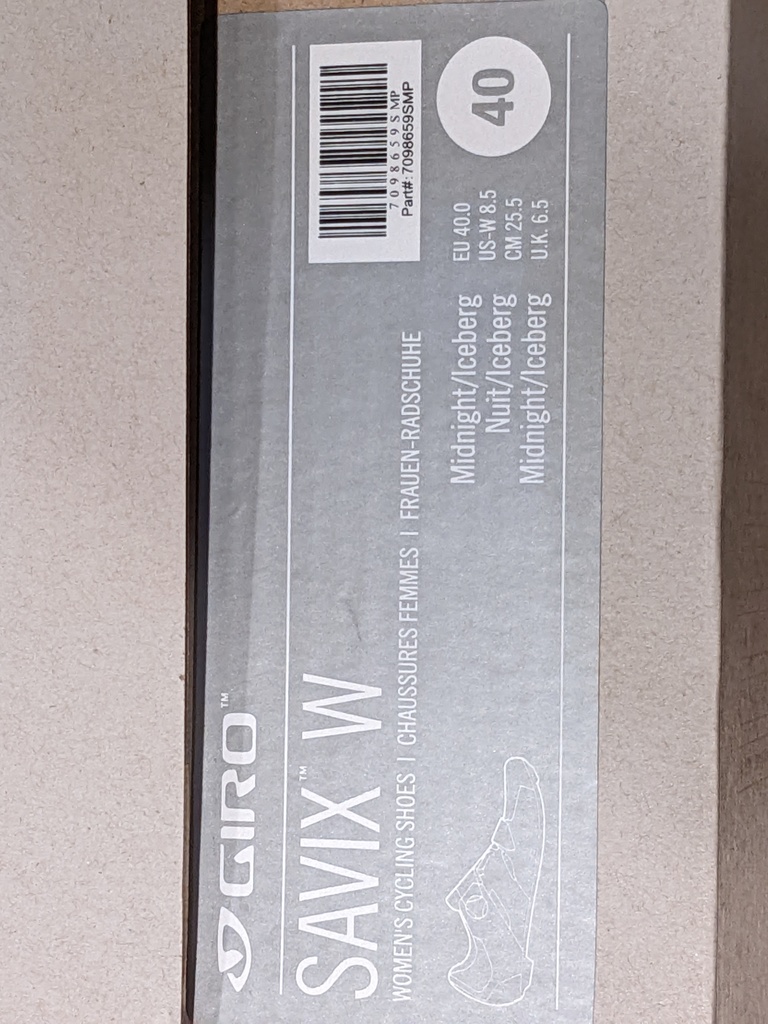 GIRO™
SAVIX™ W
WOMEN'S CYCLING SHOES | CHAUSSURES FEMMES | FRAUEN-RADSCHUHE
Midnight/Iceberg
Nuit/Iceberg
Midnight/Iceberg
7098659SMP
Part#: 7098659SMP
EU 40.0
US-W 8.5
CM 25.5
U.K. 6.5
40